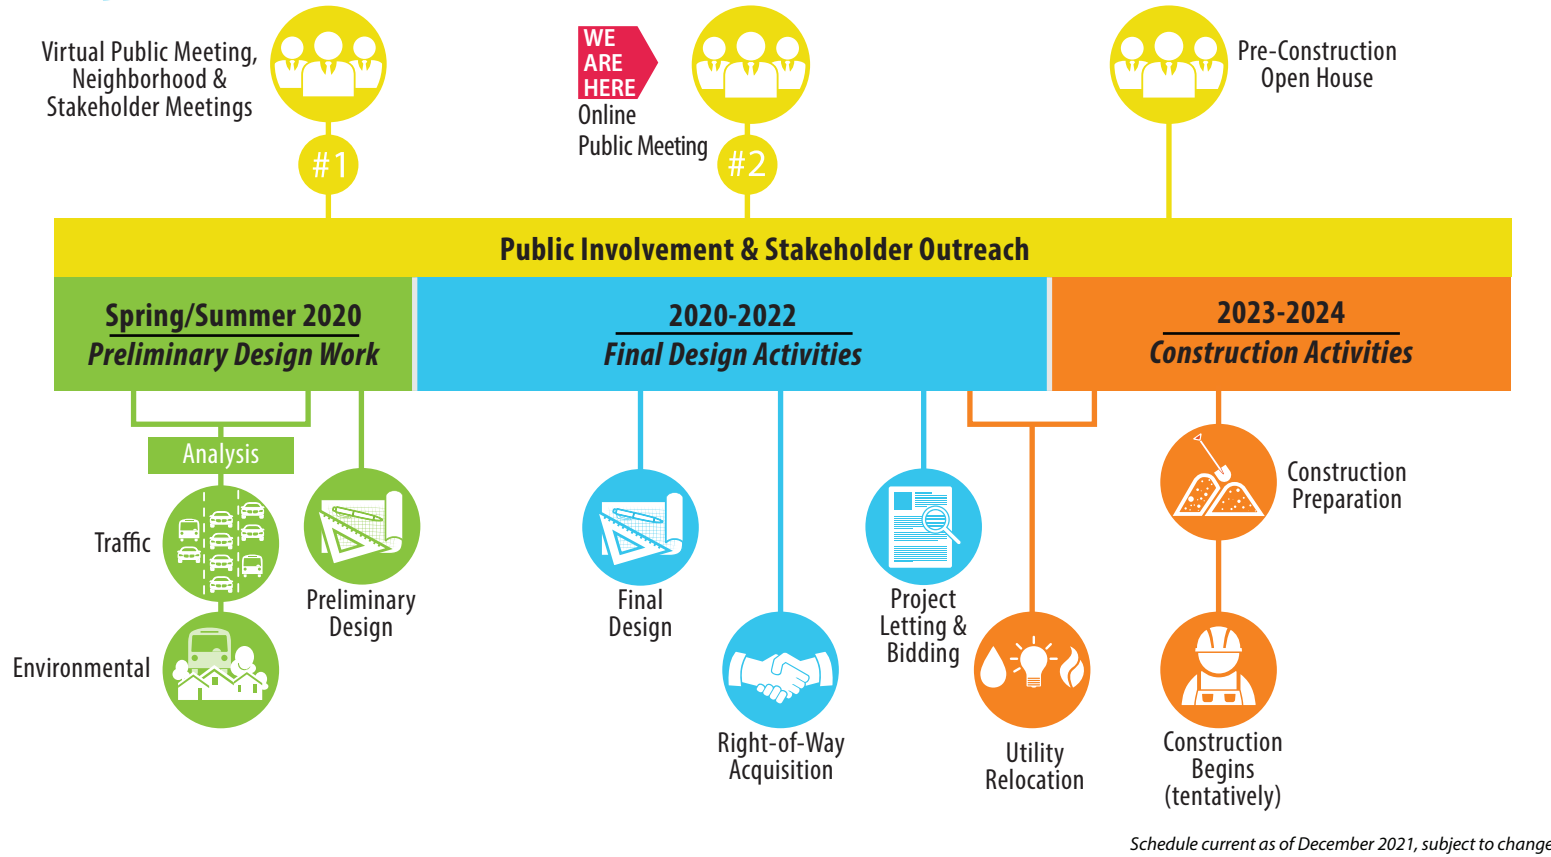 Virtual Public Meeting,
Neighborhood &
Stakeholder Meetings
#1
WE
ARE
HERE
Online
Public Meeting
#2
Pre-Construction
Open House
Public Involvement & Stakeholder Outreach
Spring/Summer 2020
Preliminary Design Work
2020-2022
Final Design Activities
2023-2024
Construction Activities
Analysis
Traffic
Environmental
Preliminary
Design
Final
Design
Right-of-Way
Acquisition
Project
Letting &
Bidding
Utility
Relocation
Construction
Preparation
Construction
Begins
(tentatively)
Schedule current as of December 2021, subject to change